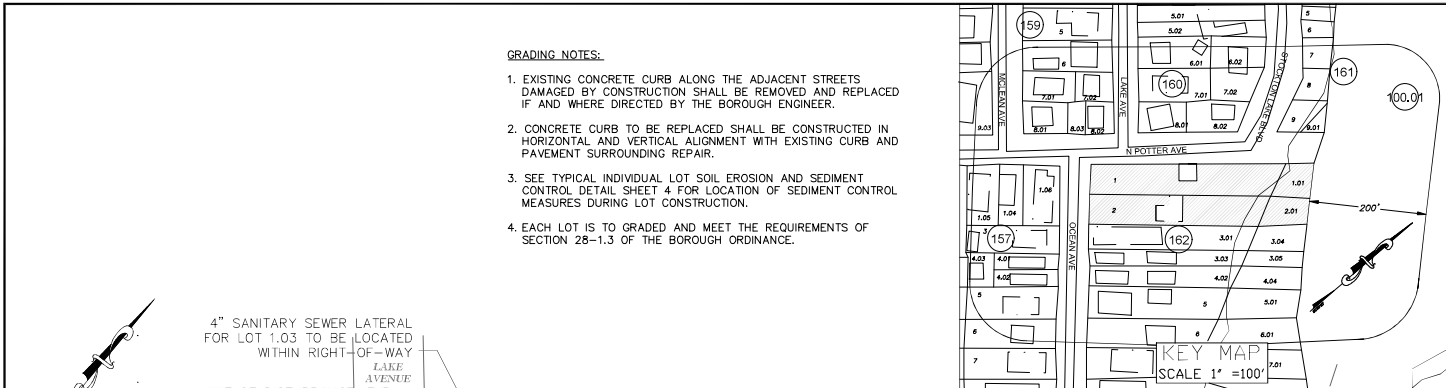 GRADING NOTES:
1. EXISTING CONCRETE CURB ALONG THE ADJACENT STREETS
DAMAGED BY CONSTRUCTION SHALL BE REMOVED AND REPLACED
IF AND WHERE DIRECTED BY THE BOROUGH ENGINEER.
2. CONCRETE CURB TO BE REPLACED SHALL BE CONSTRUCTED IN
HORIZONTAL AND VERTICAL ALIGNMENT WITH EXISTING CURB AND
PAVEMENT SURROUNDING REPAIR.
3. SEE TYPICAL INDIVIDUAL LOT SOIL EROSION AND SEDIMENT
CONTROL DETAIL SHEET 4 FOR LOCATION OF SEDIMENT CONTROL
MEASURES DURING LOT CONSTRUCTION.
4. EACH LOT IS TO GRADED AND MEET THE REQUIREMENTS OF
SECTION 28-1.3 OF THE BOROUGH ORDINANCE.
4" SANITARY SEWER LATERAL
FOR LOT 1.03 TO BE LOCATED
WITHIN RIGHT-OF-WAY
LAKE
AVENUE
159
5
6
7.01
7.02
9.03
8.01
8.03
8.02
MCLEAN AVE
LAKE AVE
5.01
5.02
6.01
6.02
160
7.01
7.02
8.01
8.02
STOCKTON LAKE BLVD
5
6
7
8
9
9.01
161
100.01
N POTTER AVE
1
1.01
2
2.01
200'
1.05
1.04
1.06
3
157
4.03
4.01
4.02
5
6
7
OCEAN AVE
162
3.01
3.04
3.03
3.05
4.02
4.04
5
5.01
6
6.01
7.01
KEY MAP
SCALE 1" =100'